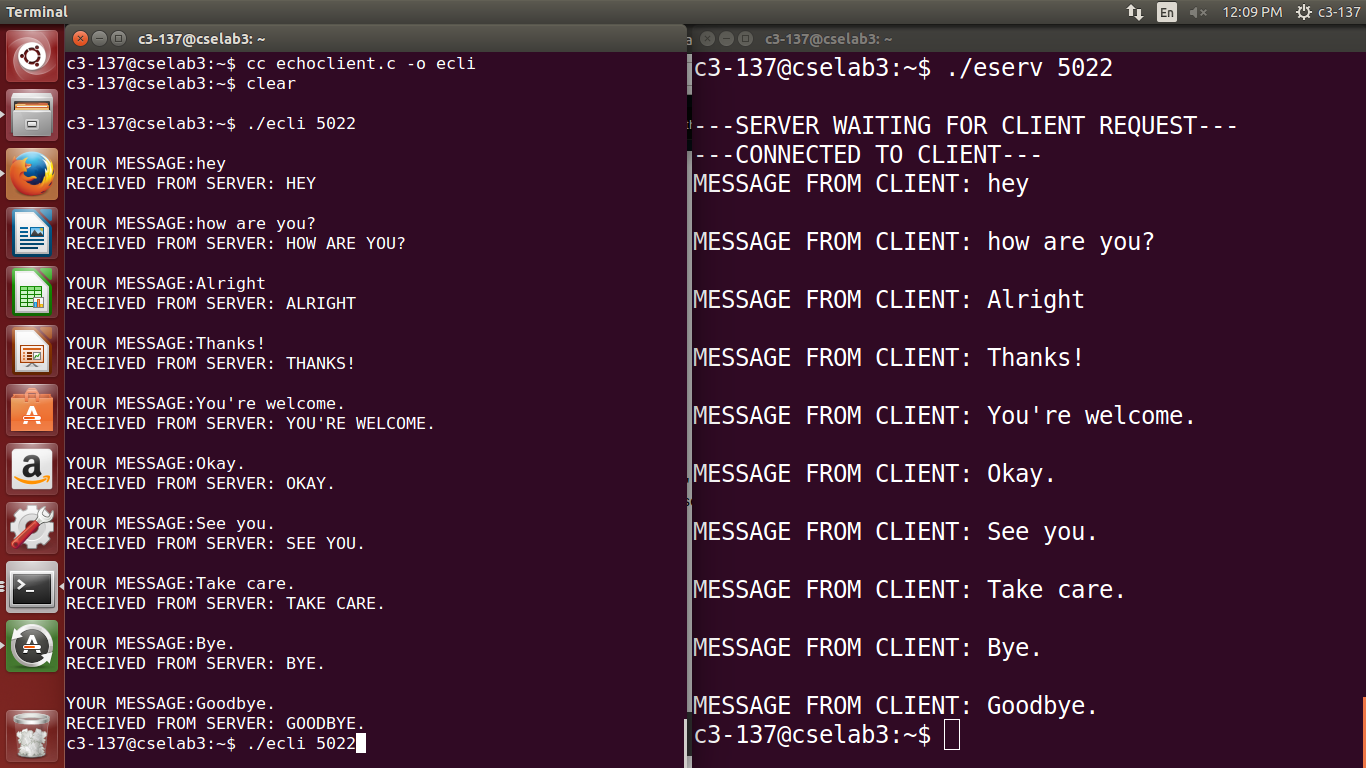 Terminal
En
12:09 PM
c3-137
c3-137@cselab3: ~
c3-137@cselab3:~$ cc echoclient.c -o ecli
c3-137@cselab3:~$ clear
c3-137@cselab3:~$ ./ecli 5022
YOUR MESSAGE:hey
RECEIVED FROM SERVER: HEY
YOUR MESSAGE:how are you?
RECEIVED FROM SERVER: HOW ARE YOU?
YOUR MESSAGE:Alright
RECEIVED FROM SERVER: ALRIGHT
YOUR MESSAGE:Thanks!
RECEIVED FROM SERVER: THANKS!
YOUR MESSAGE:You're welcome.
RECEIVED FROM SERVER: YOU'RE WELCOME.
YOUR MESSAGE:Okay.
RECEIVED FROM SERVER: OKAY.
YOUR MESSAGE:See you.
RECEIVED FROM SERVER: SEE YOU.
YOUR MESSAGE:Take care.
RECEIVED FROM SERVER: TAKE CARE.
YOUR MESSAGE:Bye.
RECEIVED FROM SERVER: BYE.
YOUR MESSAGE:Goodbye.
RECEIVED FROM SERVER: GOODBYE.
c3-137@cselab3:~$ ./ecli 5022
c3-137@cselab3: ~
c3-137@cselab3:~$ ./eserv 5022
---SERVER WAITING FOR CLIENT REQUEST---
---CONNECTED TO CLIENT---
MESSAGE FROM CLIENT: hey
MESSAGE FROM CLIENT: how are you?
MESSAGE FROM CLIENT: Alright
MESSAGE FROM CLIENT: Thanks!
MESSAGE FROM CLIENT: You're welcome.
MESSAGE FROM CLIENT: Okay.
MESSAGE FROM CLIENT: See you.
MESSAGE FROM CLIENT: Take care.
MESSAGE FROM CLIENT: Bye.
MESSAGE FROM CLIENT: Goodbye.
c3-137@cselab3:~$